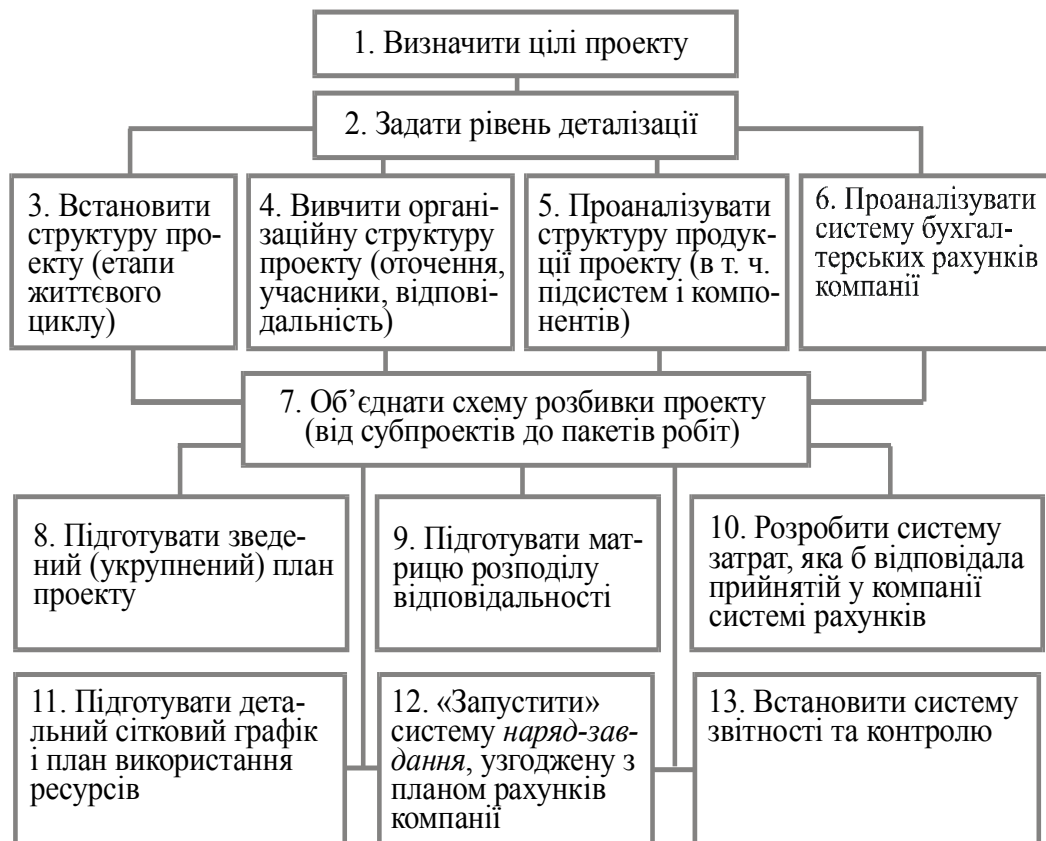 1. Визначити цілі проекту
2. Задати рівень деталізації
3. Встановити
структуру про-
екту (етапи
життєвого
циклу)
4. Вивчити органі-
заційну структуру
проекту (оточення,
учасники, відпові-
дальність)
5. Проаналізувати
структуру продук-
ції проекту (в т. ч.
підсистем і компо-
нентів)
6. Проаналізувати
систему бухгал-
терських рахунків
компанії
7. Об’єднати схему розбивки проекту
(від субпроектів до пакетів робіт)
8. Підготувати зведе-
ний (укрупнений) план
проекту
9. Підготувати мат-
рицю розподілу
відповідальності
10. Розробити систему
затрат, яка б відповідала
прийнятій у компанії
системі рахунків
11. Підготувати де-
тальний сітковий графік
і план використання
ресурсів
12. «Запустити»
систему наряд-зав-
дання, узгоджену з
планом рахунків
компанії
13. Встановити систему
звітності та контролю